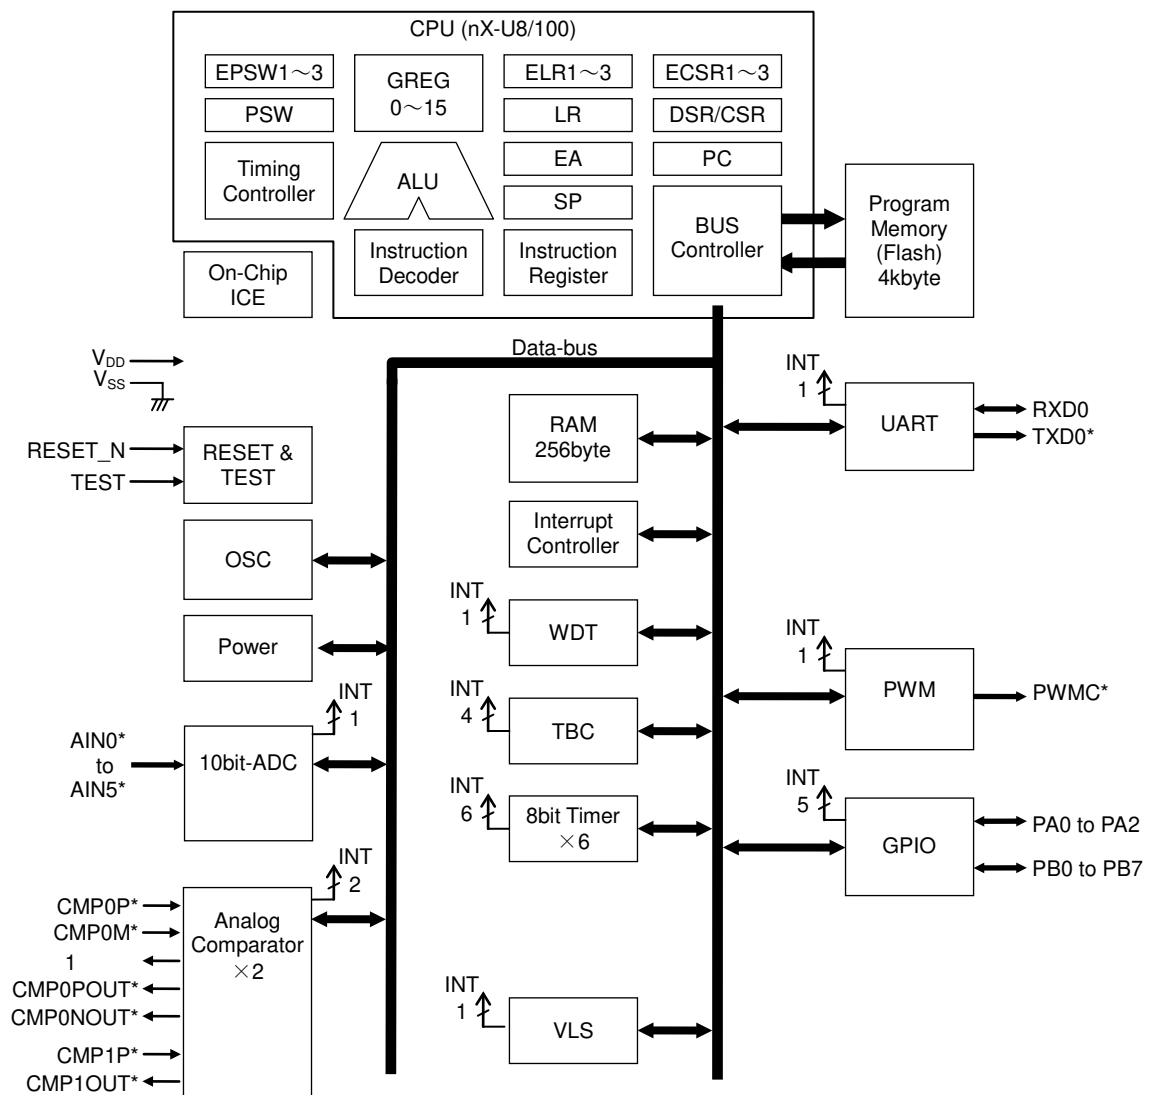 CPU (nX-U8/100)
EPSW1～3
GREG
0～15
ELR1～3
ECSR1～3
PSW
LR
DSR/CSR
Timing
Controller
ALU
EA
PC
SP
BUS
Controller
Program
Memory
(Flash)
4kbyte
Instruction
Decoder
Instruction
Register
On-Chip
ICE
Data-bus
VDD
VSS
RESET_N
TEST
RESET &
TEST
OSC
Power
INT
1
AIN0*
to
AIN5*
10bit-ADC
INT
2
CMP0P*
CMP0M*
1
CMP0POUT*
CMP0NOUT*
CMP1P*
CMP1OUT*
Analog
Comparator
×2
RAM
256byte
Interrupt
Controller
INT
1
WDT
INT
4
TBC
INT
6
8bit Timer
×6
INT
1
VLS
INT
1
UART
RXD0
TXD0*
INT
1
PWM
PWMC*
INT
5
GPIO
PA0 to PA2
PB0 to PB7